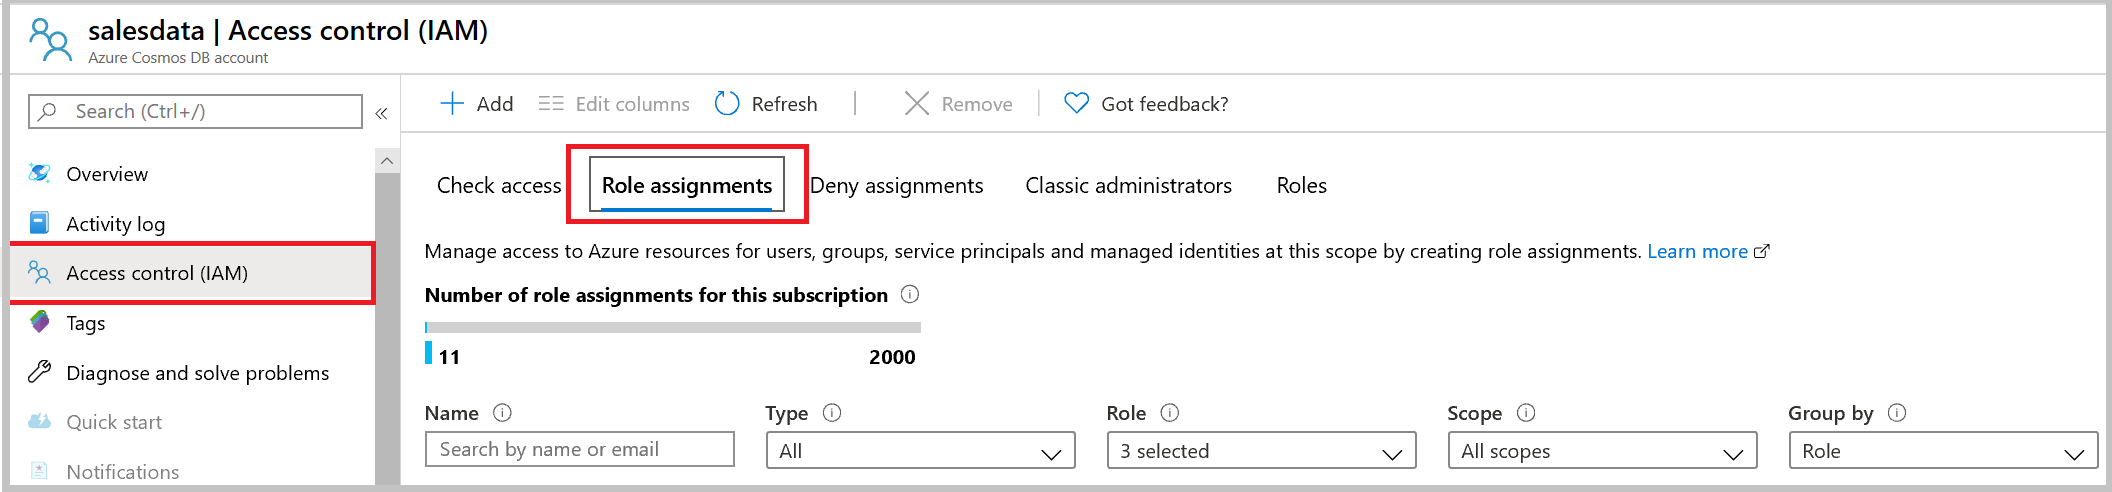 salesdata | Access control (IAM)
Azure Cosmos DB account
Search (Ctrl+/)
«
Add
Edit columns
Refresh
Remove
Got feedback?
Overview
Activity log
Access control (IAM)
Tags
Diagnose and solve problems
Quick start
Notifications
Check access
Role assignments
Deny assignments
Classic administrators
Roles
Manage access to Azure resources for users, groups, service principals and managed identities at this scope by creating role assignments. Learn more
Number of role assignments for this subscription
11
2000
Name
Type
Role
Scope
Group by
Search by name or email
All
3 selected
All scopes
Role